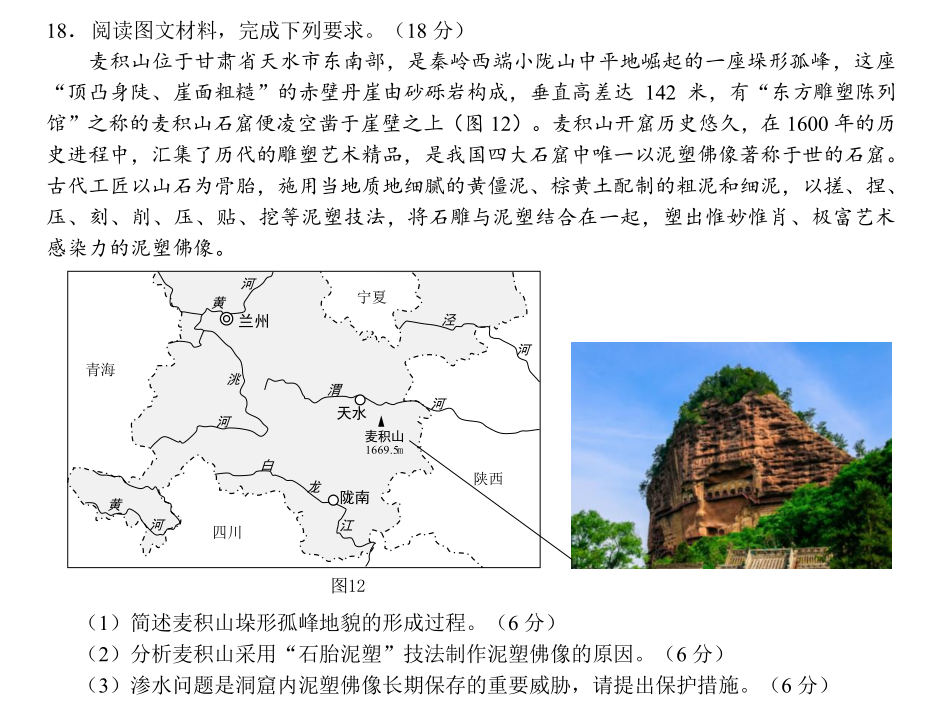 18．阅读图文材料，完成下列要求。（18 分）
麦积山位于甘肃省天水市东南部，是秦岭西端小陇山中平地崛起的一座垛形孤峰，这座
“顶凸身陡、崖面粗糙”的赤壁丹崖由砂砾岩构成，垂直高差达 142 米，有“东方雕塑陈列
馆”之称的麦积山石窟便凌空凿于崖壁之上（图 12）。麦积山开窟历史悠久，在 1600 年的历
史进程中，汇集了历代的雕塑艺术精品，是我国四大石窟中唯一以泥塑佛像著称于世的石窟。
古代工匠以山石为骨胎，施用当地质地细腻的黄僵泥、棕黄土配制的粗泥和细泥，以搓、捏、
压、刻、削、压、贴、挖等泥塑技法，将石雕与泥塑结合在一起，塑出惟妙惟肖、极富艺术
感染力的泥塑佛像。
河
黄
宁夏
兰州
泾
河
青海
洮
渭
河
天水
河
麦积山
1669.5m
白
陕西
龙
陇南
黄
河
江
四川
图12
（1）简述麦积山垛形孤峰地貌的形成过程。（6 分）
（2）分析麦积山采用“石胎泥塑”技法制作泥塑佛像的原因。（6 分）
（3）渗水问题是洞窟内泥塑佛像长期保存的重要威胁，请提出保护措施。（6 分）